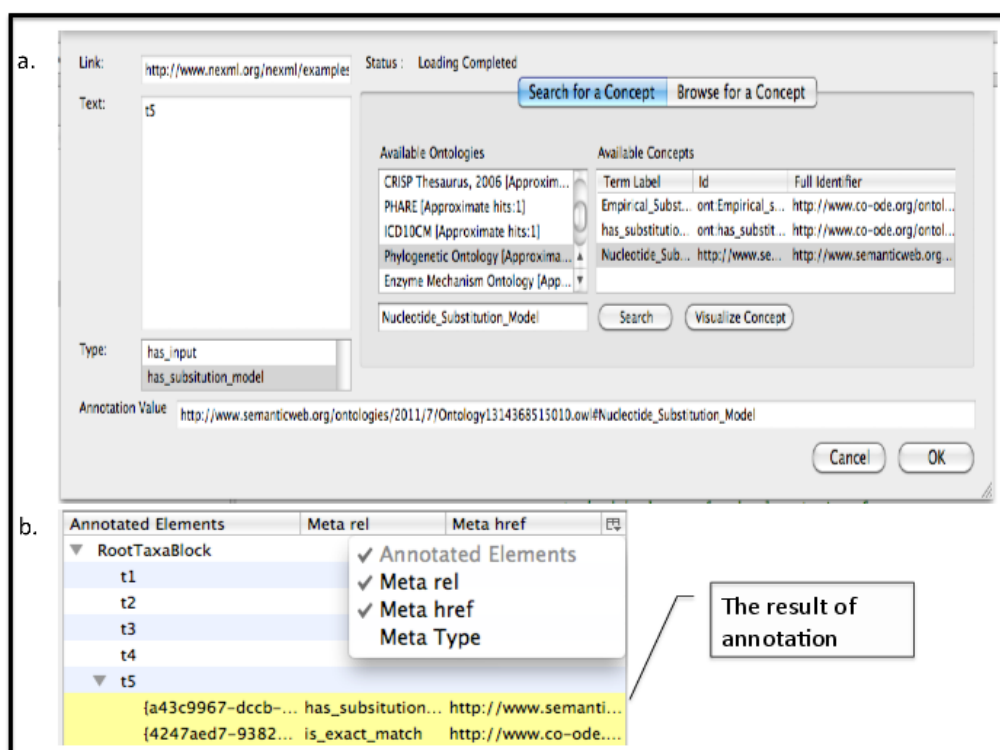 a.
Link: http://www.nexml.org/nexml/examples Status : Loading Completed
Search for a Concept Browse for a Concept
Text: t5
Available Ontologies Available Concepts
CRISP Thesaurus, 2006 [Approxim... Term Label Id Full Identifier
PHARE [Approximate hits:1] Empirical_Subst... ont:Empirical_s... http://www.co-ode.org/ontol...
ICD10CM [Approximate hits:1] has_substitutio... ont:has_substit... http://www.co-ode.org/ontol...
Phylogenetic Ontology [Approxima... Nucleotide_Sub... http://www.se... http://www.semanticweb.org...
Enzyme Mechanism Ontology [App...
Nucleotide_Substitution_Model Search Visualize Concept
Type: has_input
has_subsitution_model
Annotation Value http://www.semanticweb.org/ontologies/2011/7/Ontology1314368515010.owl#Nucleotide_Substitution_Model
Cancel OK
b.
Annotated Elements Meta rel Meta href
RootTaxaBlock
t1
t2
t3
t4
t5
{a43c9967-dccb-... has_subsitution... http://www.semanti...
{4247aed7-9382... is_exact_match http://www.co-ode....
✓ Annotated Elements
✓ Meta rel
✓ Meta href
Meta Type
The result of
annotation